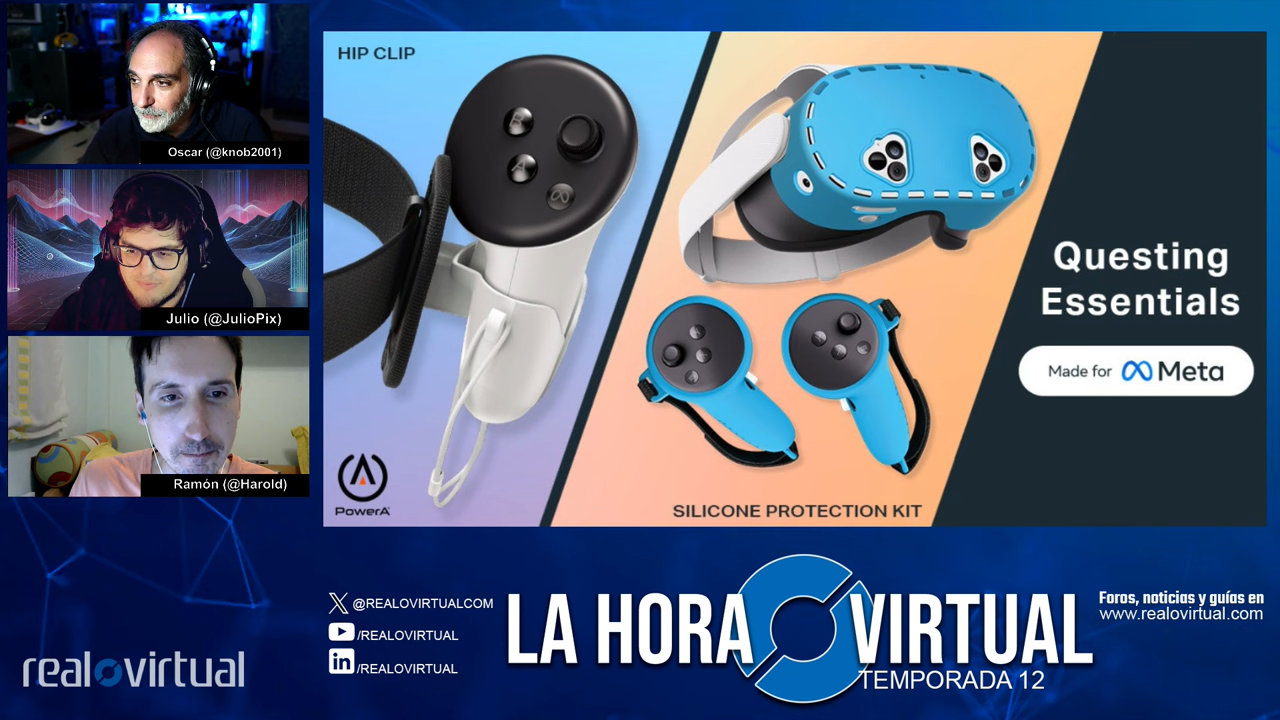 Oscar (@knob2001)
Julio (@JulioPix)
Ramón (@Harold)
HIP CLIP
R
A
PowerA
SILICONE PROTECTION KIT
Questing
Essentials
Made for Meta
realovirtual
@REALOVIRTUALCOM
/REALOVIRTUAL
/REALOVIRTUAL
LA HORA VIRTUAL
TEMPORADA 12
Foros, noticias y guías en
www.realovirtual.com